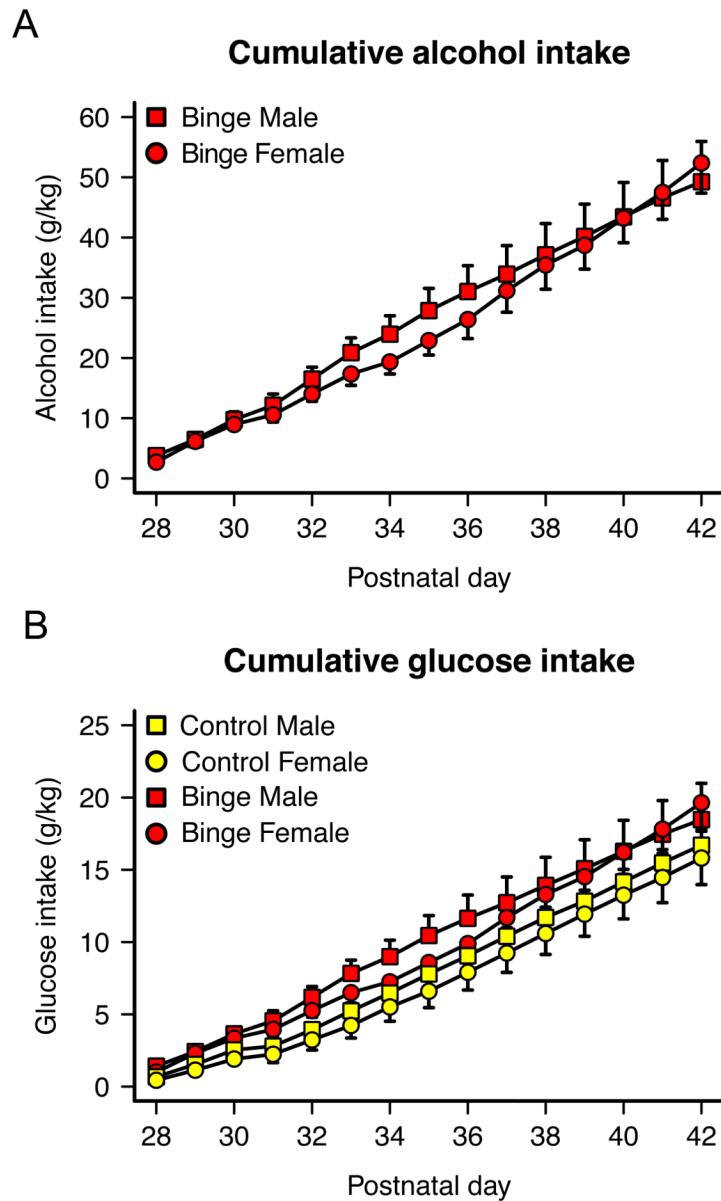 A
Cumulative alcohol intake
Binge Male
Binge Female
Alcohol intake (g/kg)
60
50
40
30
20
10
0
28 30 32 34 36 38 40 42
Postnatal day
B
Cumulative glucose intake
Control Male
Control Female
Binge Male
Binge Female
Glucose intake (g/kg)
25
20
15
10
5
0
28 30 32 34 36 38 40 42
Postnatal day